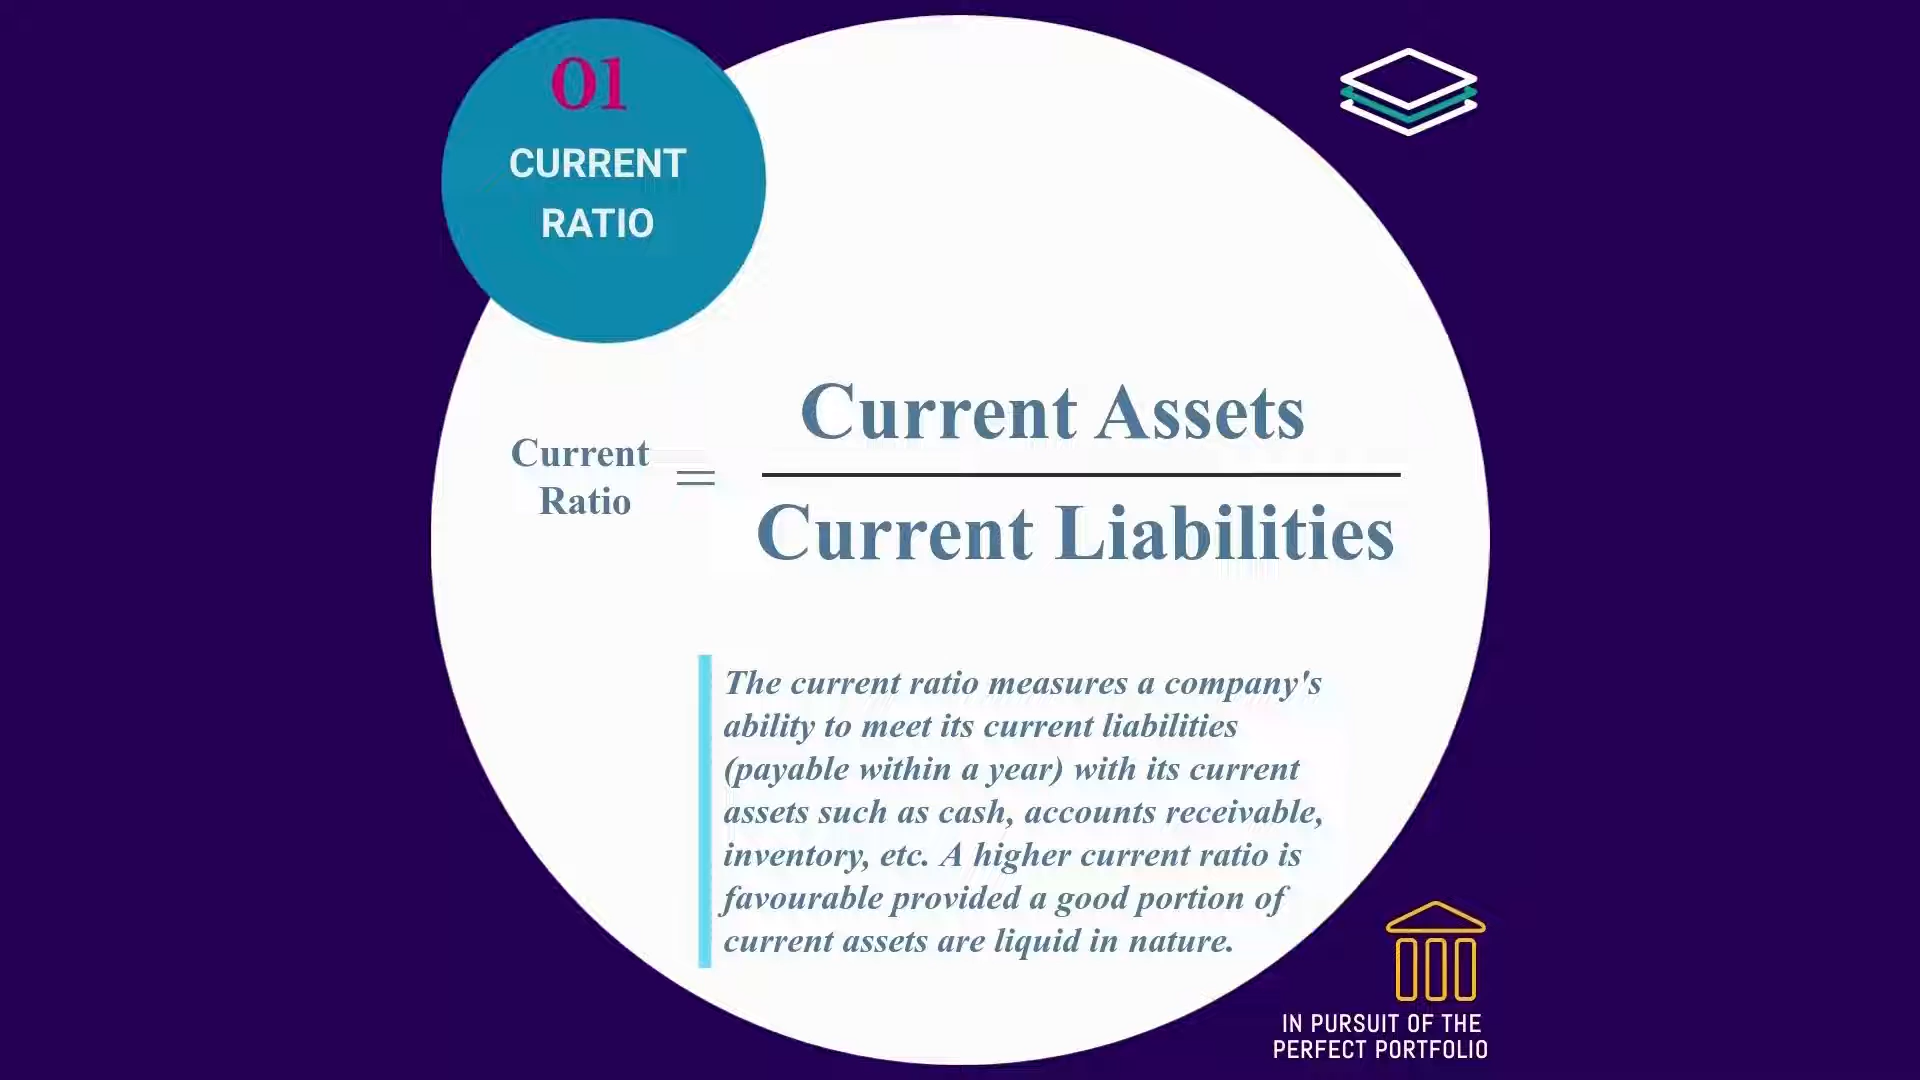 01
CURRENT
RATIO
Current Assets
Current
Ratio
=
Current Liabilities
The current ratio measures a company's
ability to meet its current liabilities
(payable within a year) with its current
assets such as cash, accounts receivable,
inventory, etc. A higher current ratio is
favourable provided a good portion of
current assets are liquid in nature.
IN PURSUIT OF THE
PERFECT PORTFOLIO